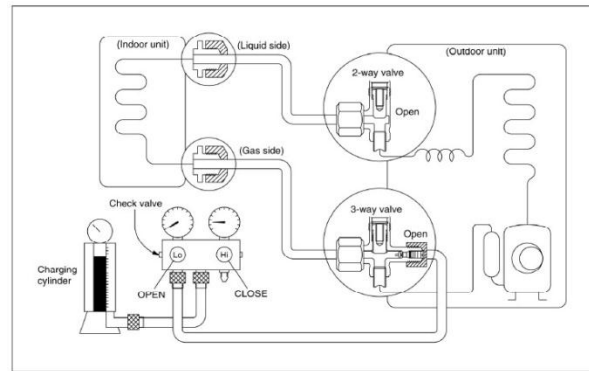 (Indoor unit)
(Liquid side)
(Outdoor unit)
2-way valve
Open
(Gas side)
3-way valve
Open
Check valve
Lo
Hi
Charging
cylinder
OPEN
CLOSE